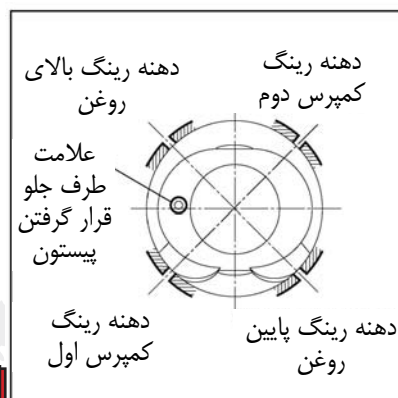 دهنه رینگ
کمپرس دوم
دهنه رینگ بالای
روغن
علامت
طرف جلو
قرار گرفتن
پیستون
دهنه رینگ پایین
روغن
دهنه رینگ
کمپرس اول